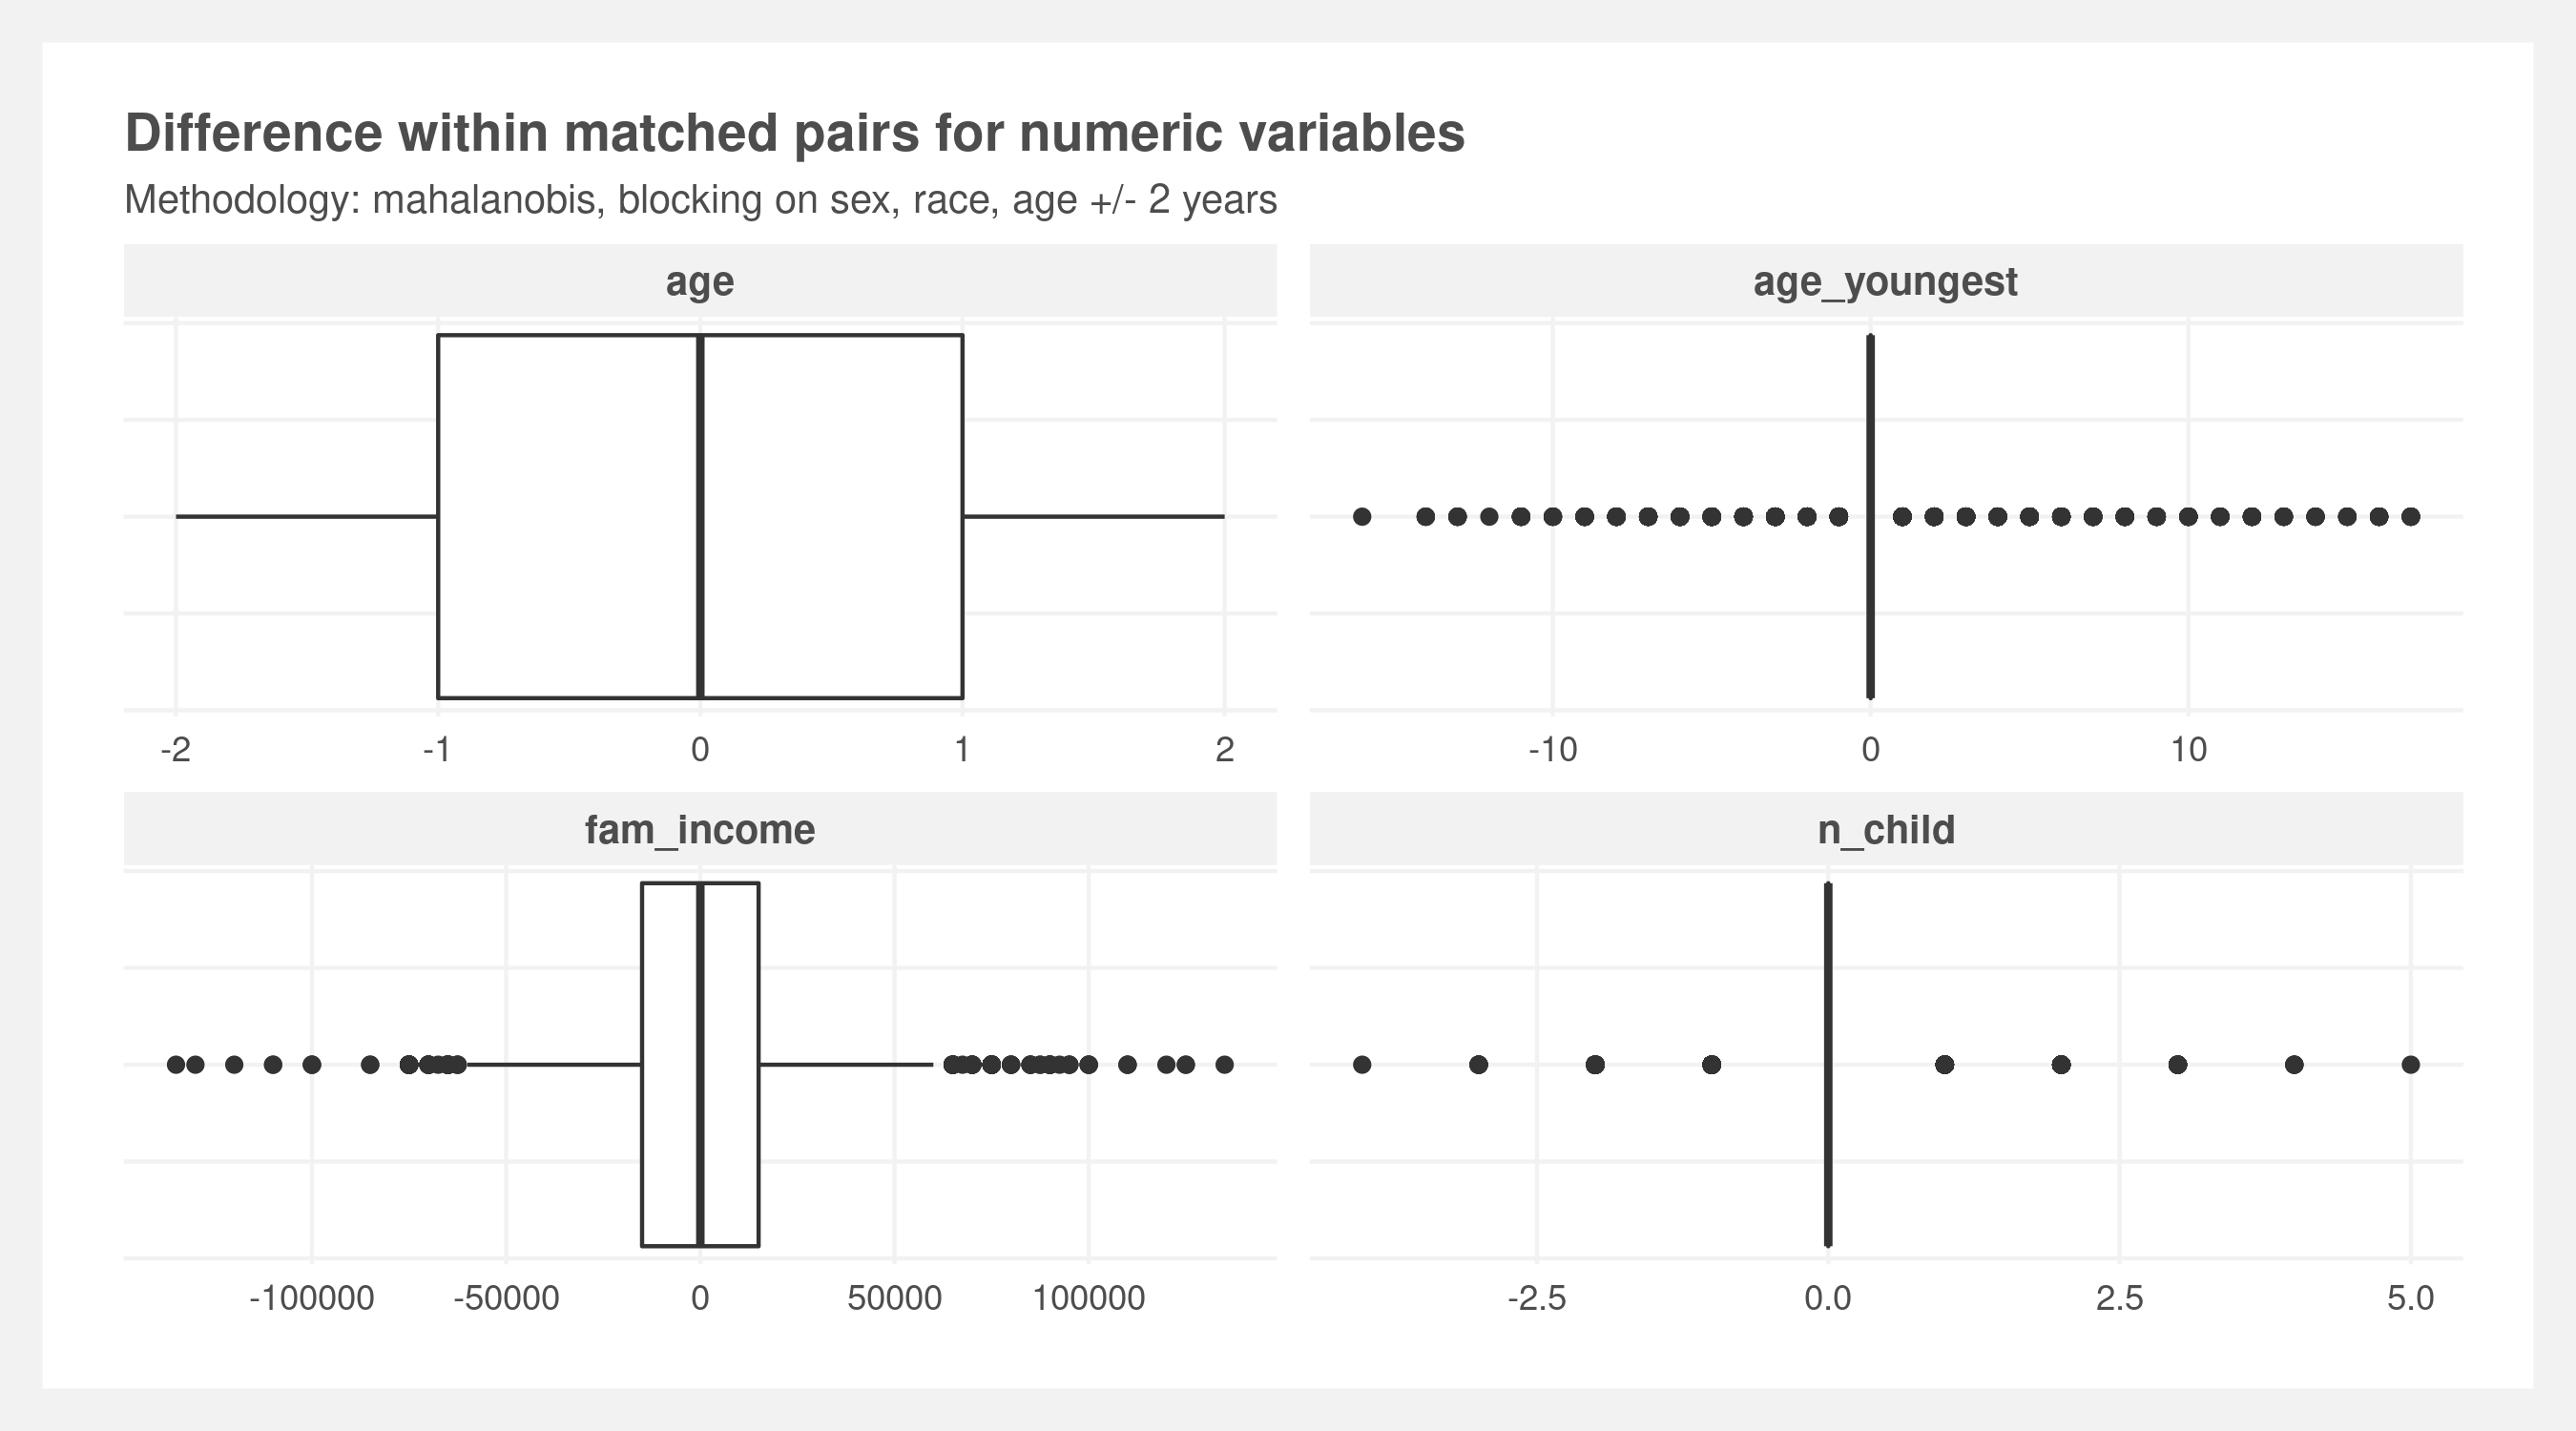 Difference within matched pairs for numeric variables
Methodology: mahalanobis, blocking on sex, race, age +/- 2 years
age
age_youngest
-2 -1 0 1 2
-10 0 10
fam_income
n_child
-100000 -50000 0 50000 100000
-2.5 0.0 2.5 5.0